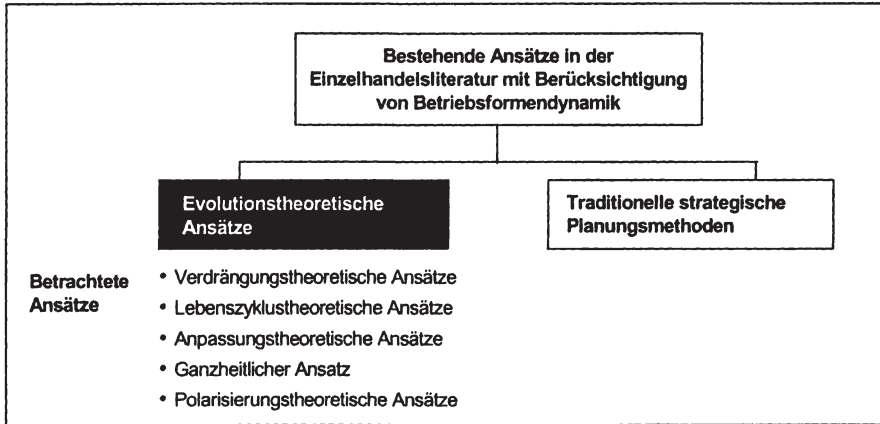 Bestehende Ansätze in der
Einzelhandelsliteratur mit Berücksichtigung
von Betriebsformendynamik
Evolutionstheoretische
Ansätze
Traditionelle strategische
Planungsmethoden
Betrachtete
Ansätze
• Verdrängungstheoretische Ansätze
• Lebenszyklustheoretische Ansätze
• Anpassungstheoretische Ansätze
• Ganzheitlicher Ansatz
• Polarisierungstheoretische Ansätze